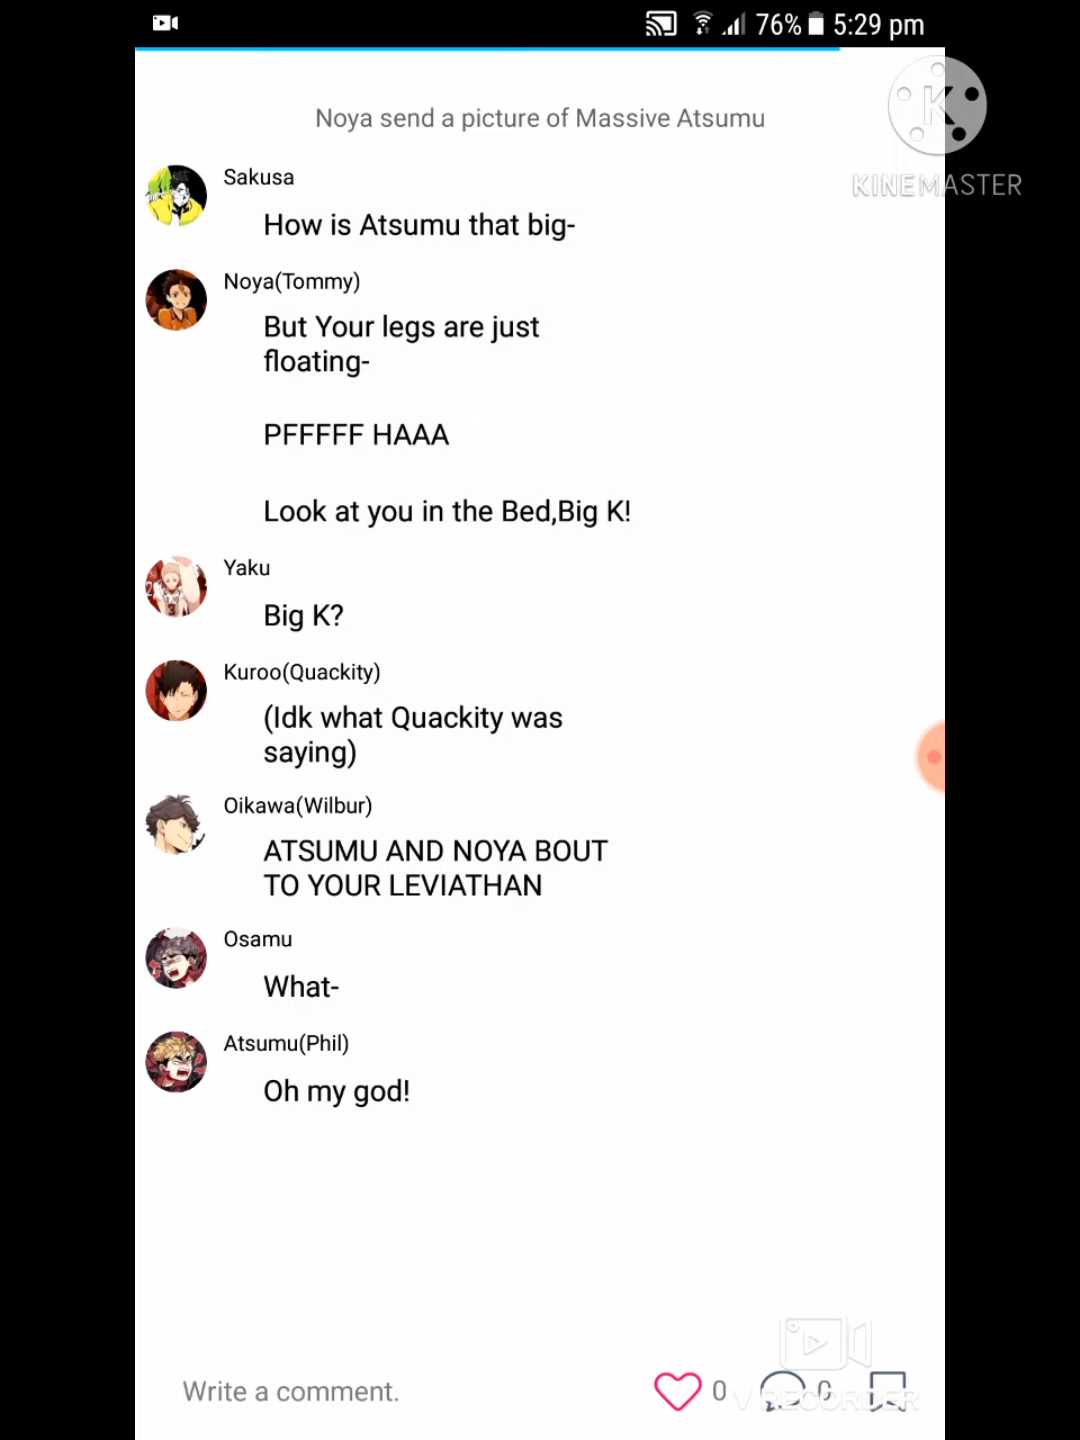 76% 5:29 pm
Noya send a picture of Massive Atsumu
K
KINEMASTER
Sakusa
How is Atsumu that big-
Noya(Tommy)
But Your legs are just
floating-
PFFFFF HAAA
Look at you in the Bed,Big K!
Yaku
Big K?
Kuroo(Quackity)
(Idk what Quackity was
saying)
Oikawa(Wilbur)
ATSUMU AND NOYA BOUT
TO YOUR LEVIATHAN
Osamu
What-
Atsumu(Phil)
Oh my god!
Write a comment.
0
0
V RECORDER